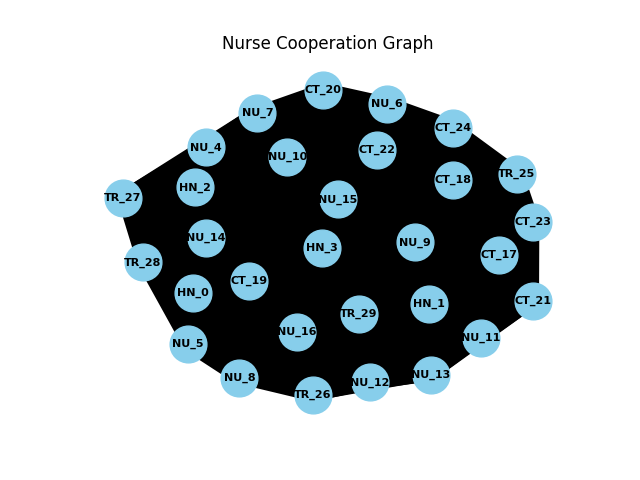 Nurse Cooperation Graph
CT_20
NU_6
NU_7
CT_24
NU_4
CT_22
NU_10
TR_25
CT_18
HN_2
TR_27
NU_15
CT_23
NU_14
NU_9
HN_3
CT_17
TR_28
CT_19
HN_0
CT_21
HN_1
TR_29
NU_16
NU_11
NU_5
NU_13
NU_8
NU_12
TR_26